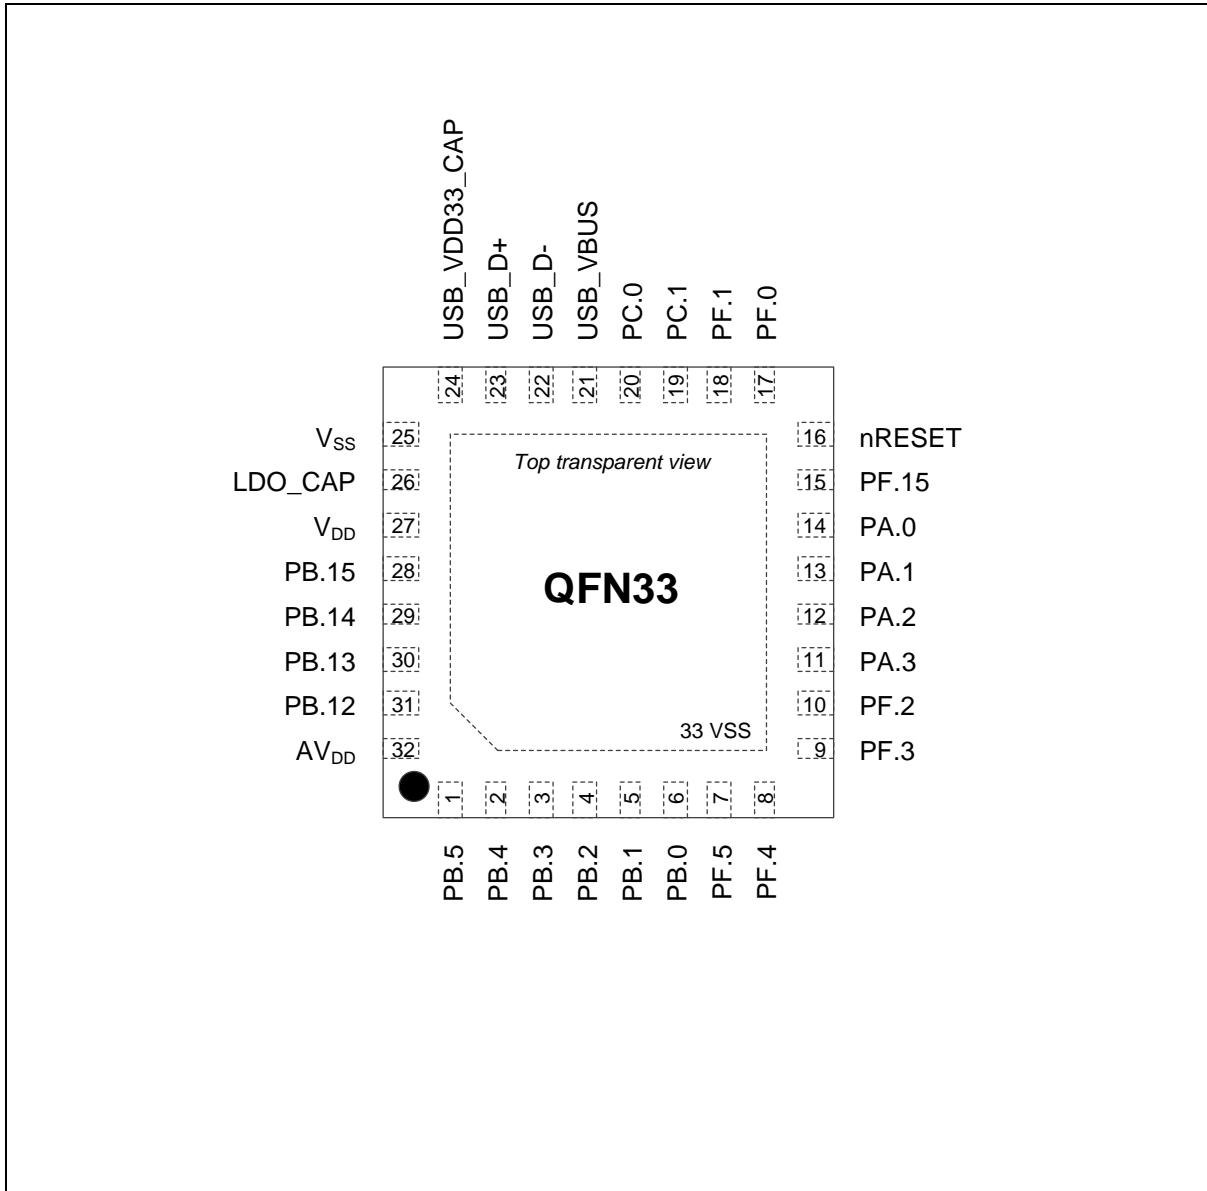 USB_VDD33_CAP
USB_D+
USB_D-
USB_VBUS
PC.0
PC.1
PF.1
PF.0
24
23
22
21
20
19
18
17
VSS 25
LDO_CAP 26
VDD 27
PB.15 28
PB.14 29
PB.13 30
PB.12 31
AVDD 32
Top transparent view
QFN33
33 VSS
16 nRESET
15 PF.15
14 PA.0
13 PA.1
12 PA.2
11 PA.3
10 PF.2
9 PF.3
1
2
3
4
5
6
7
8
PB.5
PB.4
PB.3
PB.2
PB.1
PB.0
PF.5
PF.4